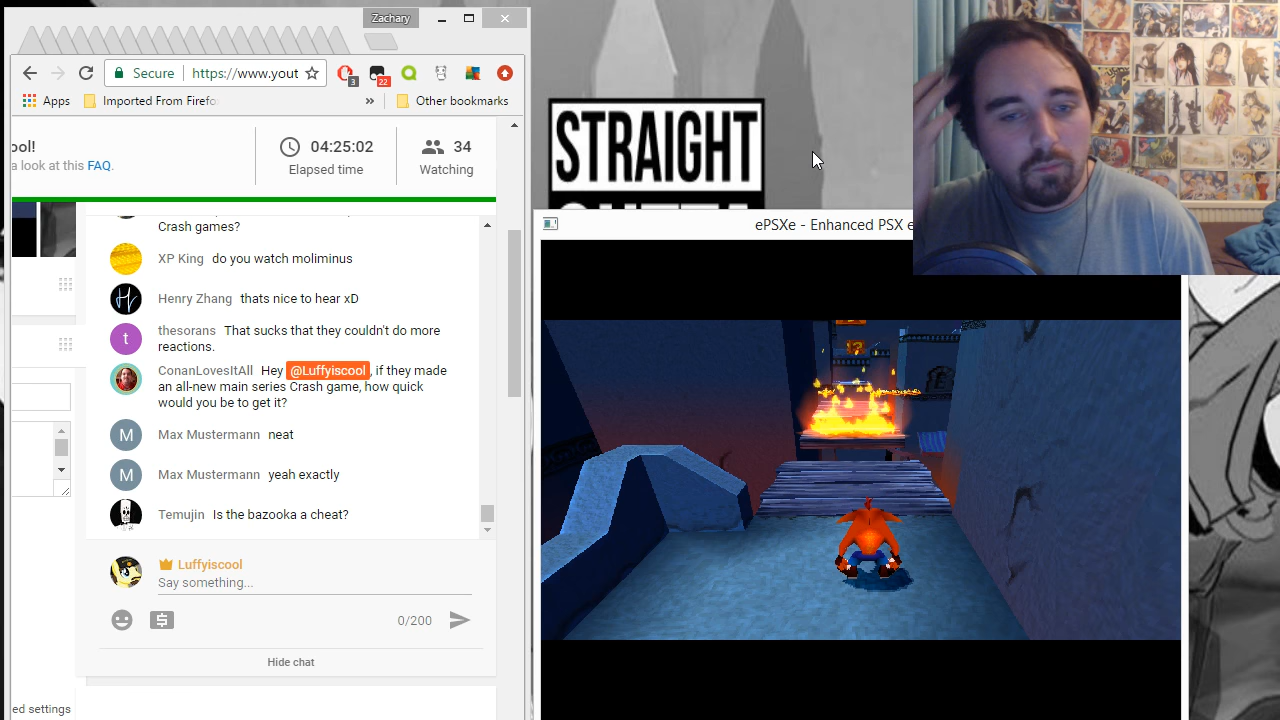 Zachary
Secure
https://www.yout
3
22
Apps
Imported From Firefo
»
Other bookmarks
ool!
a look at this FAQ.
04:25:02
Elapsed time
34
Watching
Crash games?
XP King do you watch moliminus
Henry Zhang thats nice to hear xD
t
thesorans That sucks that they couldn't do more
reactions.
ConanLovesItAll Hey @Luffyiscool, if they made
an all-new main series Crash game, how quick
would you be to get it?
M
Max Mustermann neat
M
Max Mustermann yeah exactly
Temujin Is the bazooka a cheat?
Luffyiscool
Say something...
0/200
Hide chat
ed settings
STRAIGHT
ePSXe - Enhanced PSX e